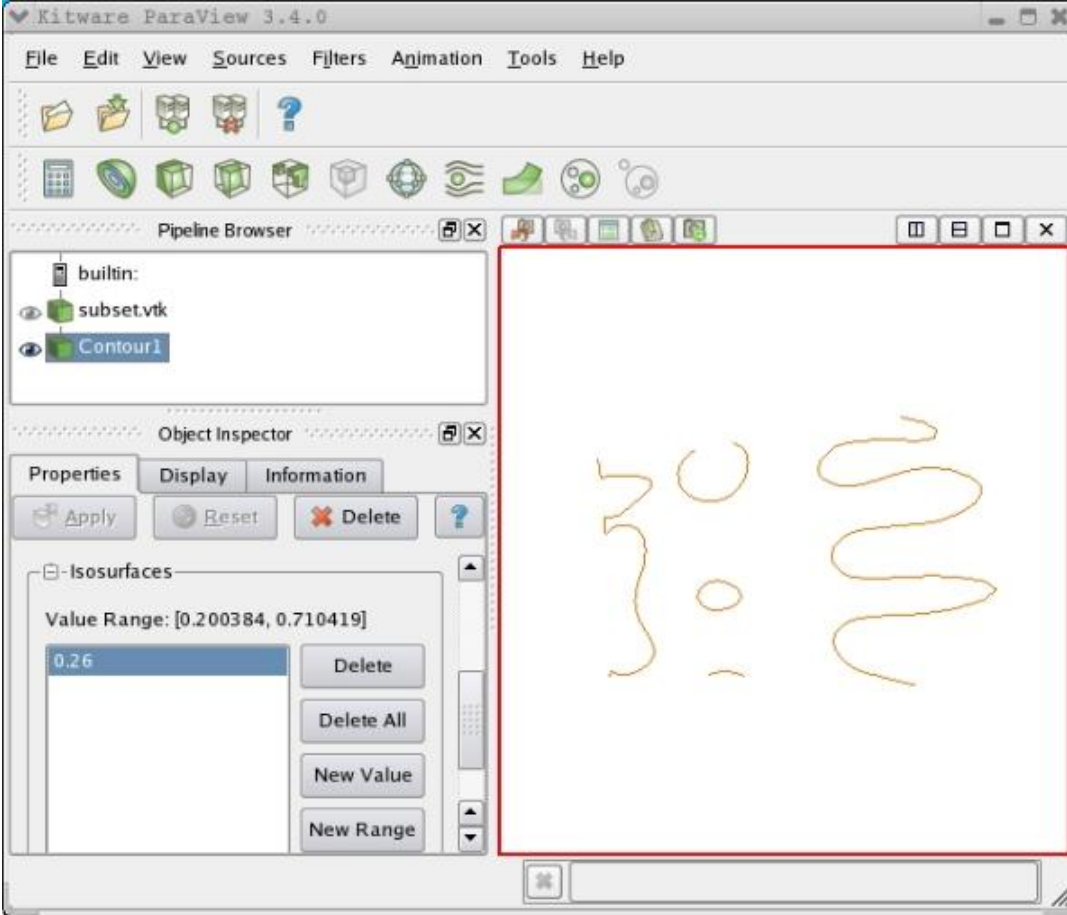 Kitware ParaView 3.4.0
File Edit View Sources Filters Animation Tools Help
?
Pipeline Browser
builtin:
subset.vtk
Contour1
Object Inspector
Properties Display Information
Apply Reset Delete ?
Isosurfaces
Value Range: [0.200384, 0.710419]
0.26
Delete
Delete All
New Value
New Range